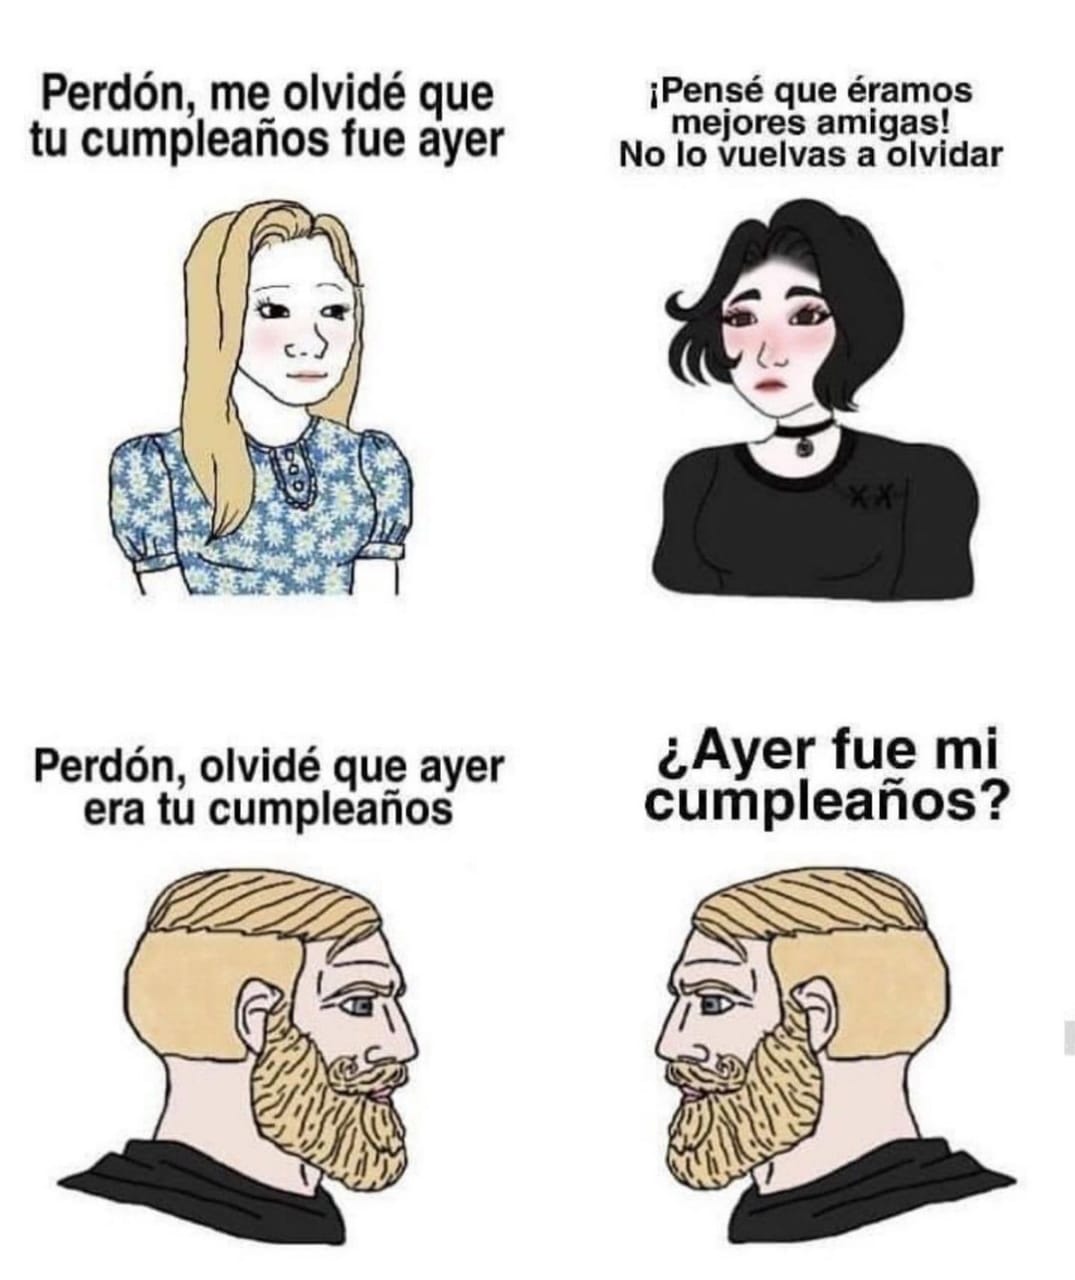 Perdón, me olvidé que
tu cumpleaños fue ayer
¡Pensé que éramos
mejores amigas!
No lo vuelvas a olvidar
Perdón, olvidé que ayer
era tu cumpleaños
¿Ayer fue mi
cumpleaños?